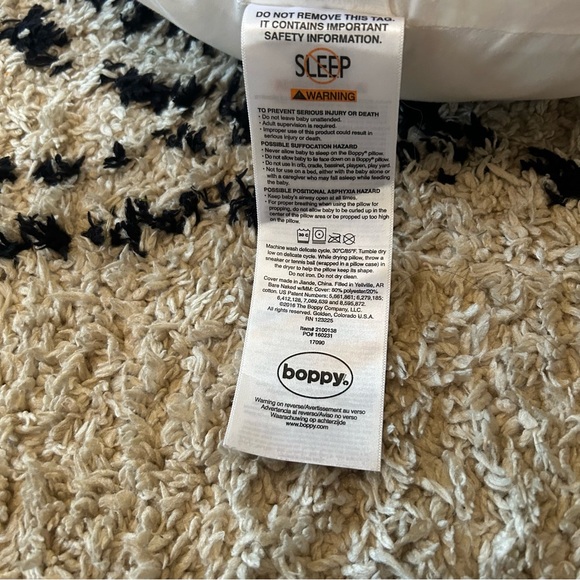 DO NOT REMOVE THIS TAG.
IT CONTAINS IMPORTANT
SAFETY INFORMATION.
SLEEP
WARNING
TO PREVENT SERIOUS INJURY OR DEATH
• Do not leave baby unattended.
• Adult supervision is required.
• Improper use of this product could result in
serious injury or death.
POSSIBLE SUFFOCATION HAZARD
• Never allow baby to sleep on the Boppy® pillow.
• Do not allow baby to lie face down on a Boppy® pillow.
• Do not use in crib, cradle, bassinet, playpen, play yard.
• Not for use on a bed, either with the baby alone or
with a caregiver who may fall asleep while feeding
the baby.
POSSIBLE POSITIONAL ASPHYXIA HAZARD
• Keep baby's airway open at all times.
• For proper breathing when using the pillow for
propping, do not allow baby to be curled up in the
center of the pillow area or be propped up too high
on the pillow.
30 C
Machine wash delicate cycle, 30°C/85°F. Tumble dry
low on delicate cycle. While drying pillow, throw a
sneaker or tennis ball (wrapped in a pillow case) in
the dryer to help the pillow keep its shape.
Do not iron. Do not dry clean.
Cover made in Jiande, China. Filled in Yellville, AR
Bare Naked w/MM: Cover: 80% polyester/20%
cotton. US Patent Numbers: 5,661,861; 6,279,185;
6,412,128, 7,089,639 and 8,595,872.
©2016 The Boppy Company, LLC.
All rights reserved. Golden, Colorado U.S.A.
RN 123225
Item# 2100138
PO# 160231
17090
boppy®
Warning on reverse/Avertissement au verso
Advertencia al reverso/Aviso no verso
Waarschuwing op achterzijde
www.boppy.com